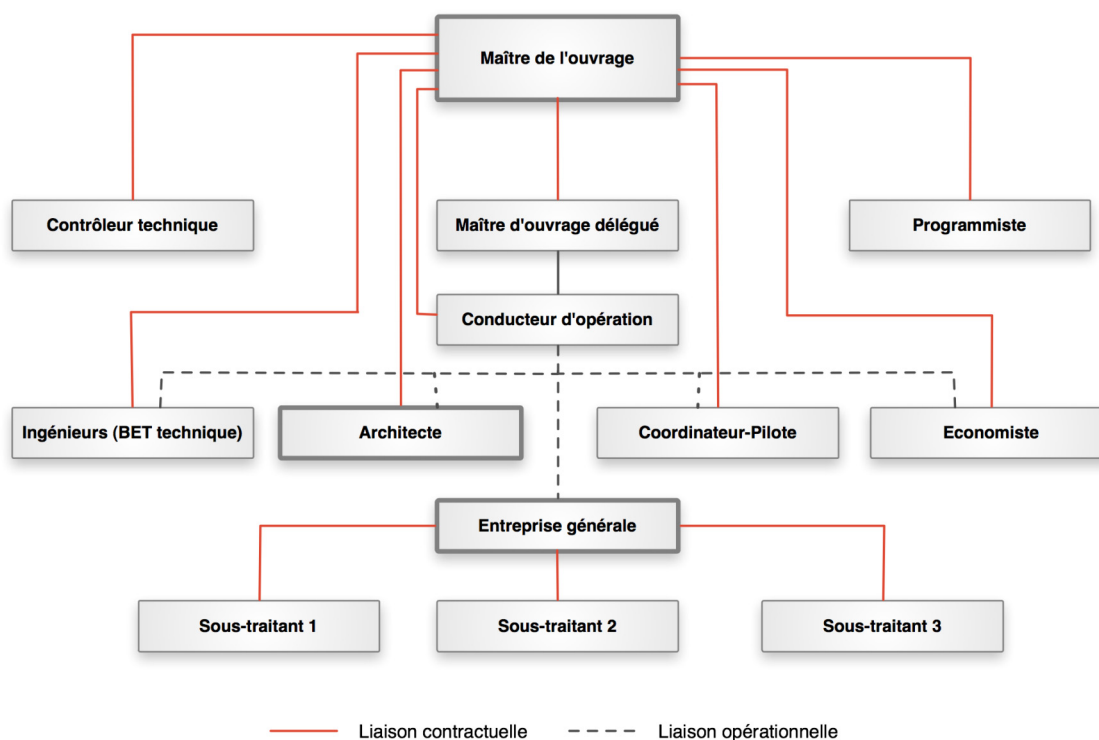 Maître de l'ouvrage
Contrôleur technique
Maître d'ouvrage délégué
Programmiste
Conducteur d'opération
Ingénieurs (BET technique)
Architecte
Coordinateur-Pilote
Economiste
Entreprise générale
Sous-traitant 1
Sous-traitant 2
Sous-traitant 3
Liaison contractuelle
Liaison opérationnelle